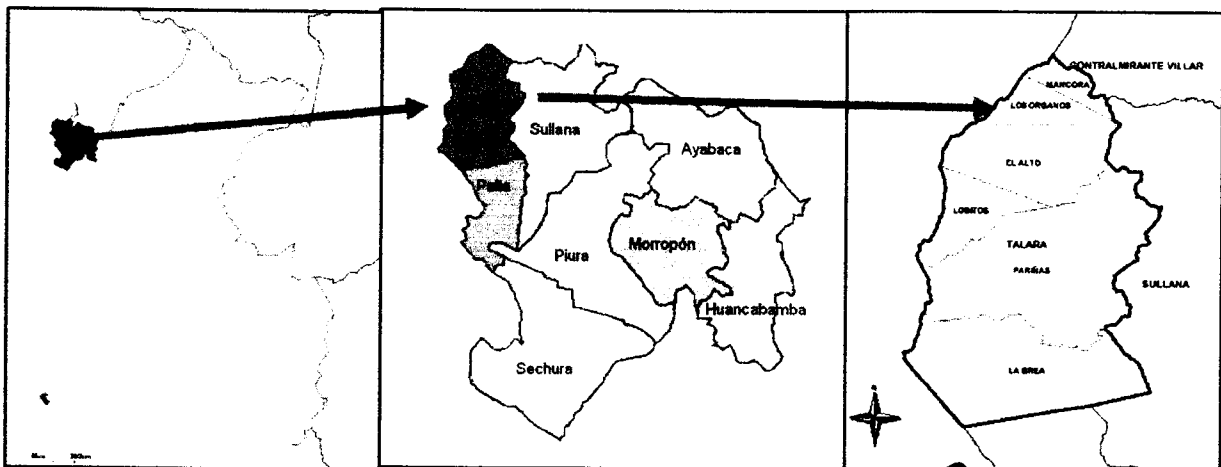 Sullana
Ayabaca
Paita
Morropón
Piura
Huancabamba
Sechura
CONTRALMIRANTE VILLAR
MANCORA
LOS ORGANOS
EL ALTO
LOBITOS
TALARA
PARIÑAS
SULLANA
LA BREA